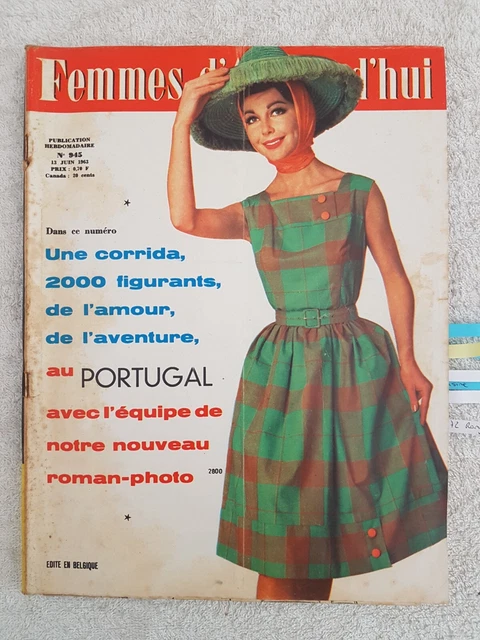 Femmes d'A d'hui
PUBLICATION
HEBDOMADAIRE
N° 945
12 JUIN 1963
PRIX : 0,70 F
Canada : 20 cents
Dans ce numéro
Une corrida,
2000 figurants,
de l'amour,
de l'aventure,
au PORTUGAL
avec l'équipe de
notre nouveau
roman-photo
2800
EDITE EN BELGIQUE